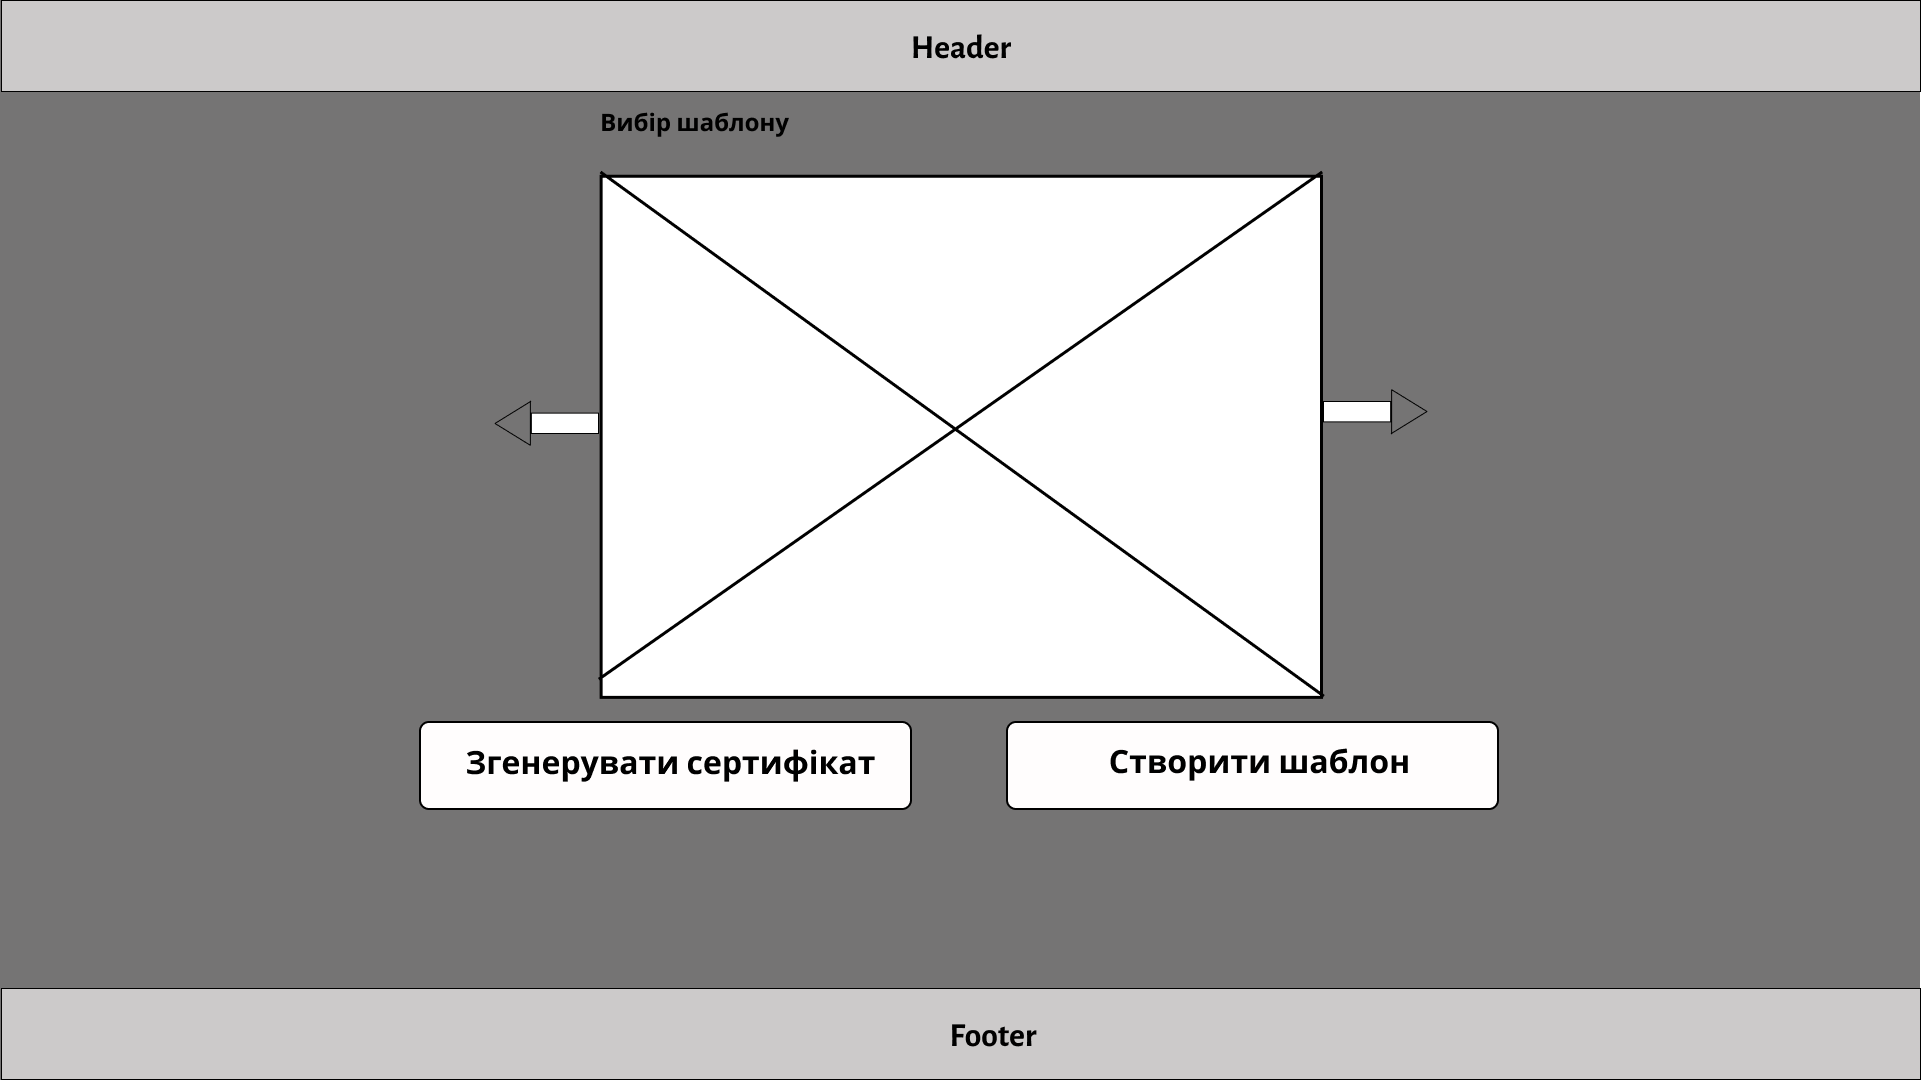 Header
Вибір шаблону
Згенерувати сертифікат
Створити шаблон
Footer